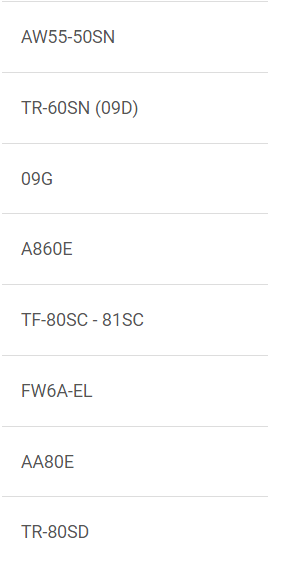 AW55-50SN
TR-60SN (09D)
09G
A860E
TF-80SC - 81SC
FW6A-EL
AA80E
TR-80SD